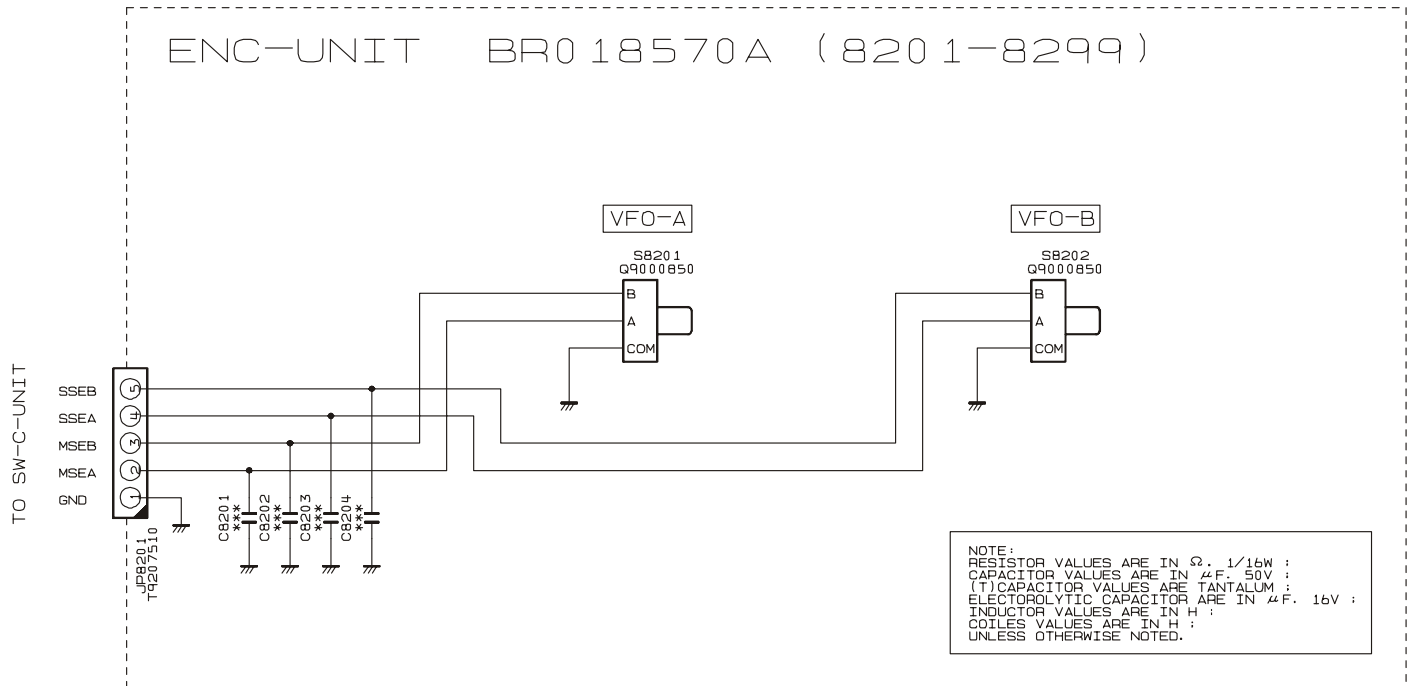 ENC-UNIT BR018570A (8201-8299)
VFO-A
VFO-B
S8201
Q9000850
S8202
Q9000850
B
A
COM
B
A
COM
TO SW-C-UNIT
SSEB
5
SSEA
4
MSEB
3
MSEA
2
GND
1
JP8201
T9207510
C8201
***
C8202
***
C8203
***
C8204
***
NOTE:
RESISTOR VALUES ARE IN Ω. 1/16W :
CAPACITOR VALUES ARE IN μF. 50V :
(T)CAPACITOR VALUES ARE TANTALUM :
ELECTOROLYTIC CAPACITOR ARE IN μF. 16V :
INDUCTOR VALUES ARE IN H :
COILES VALUES ARE IN H :
UNLESS OTHERWISE NOTED.